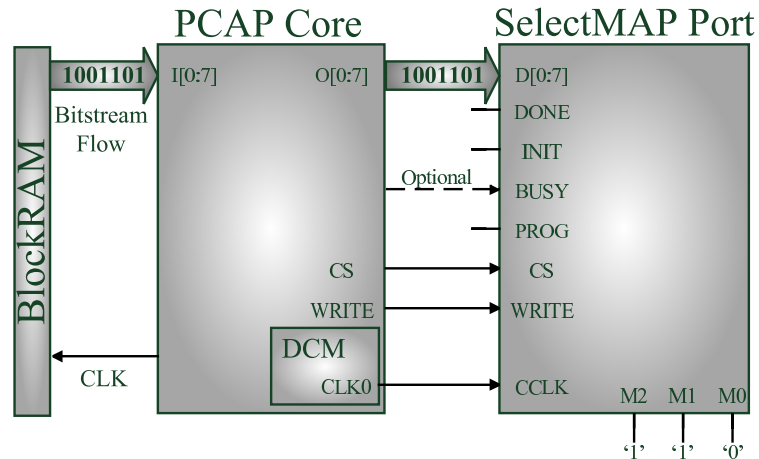 PCAP Core
SelectMAP Port
BlockRAM
1001101
I[0:7]
O[0:7]
1001101
D[0:7]
Bitstream
Flow
DONE
INIT
Optional
BUSY
PROG
CS
CS
WRITE
WRITE
DCM
CLK
CLK0
CCLK
M2
M1
M0
‘1’
‘1’
‘0’